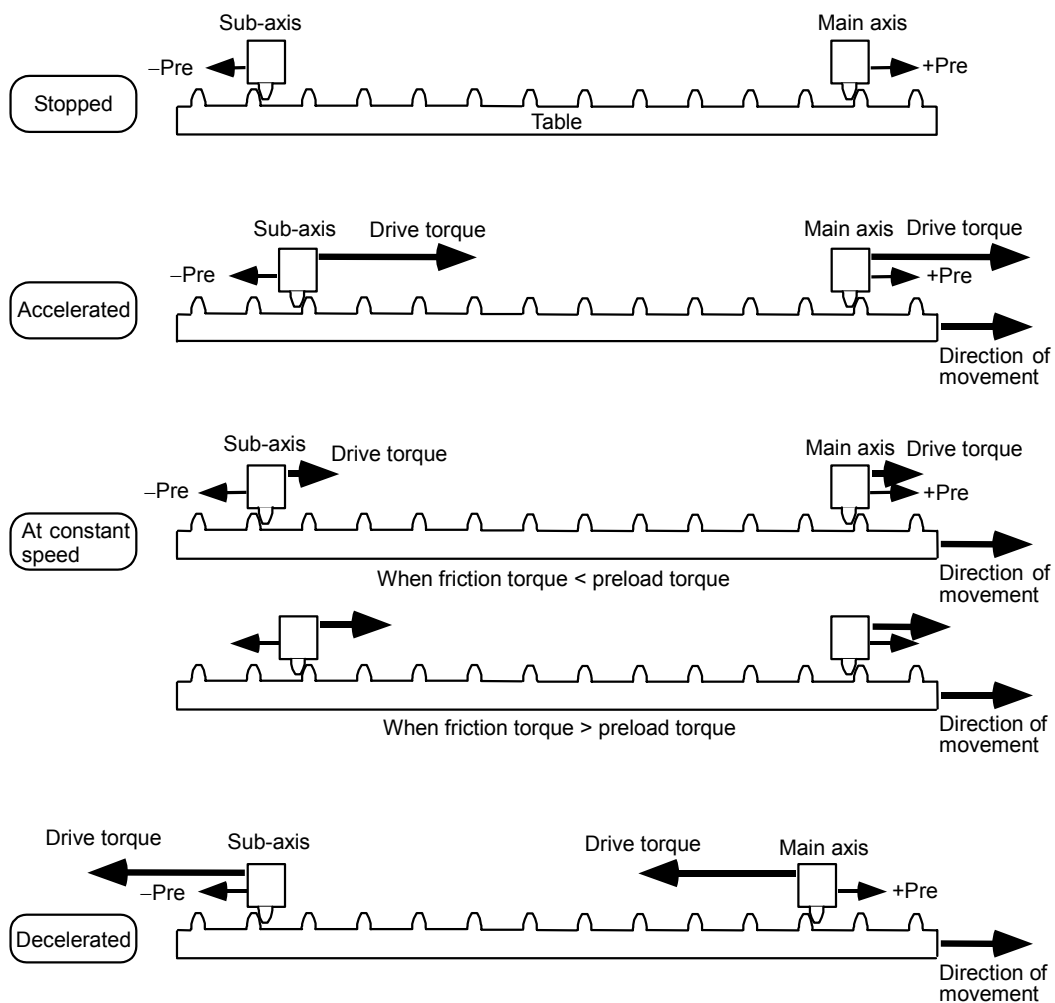 Sub-axis
Main axis
–Pre
+Pre
Stopped
Table
Sub-axis
Drive torque
Main axis
Drive torque
–Pre
+Pre
Accelerated
Direction of
movement
Sub-axis
Drive torque
Main axis
Drive torque
–Pre
+Pre
At constant
speed
When friction torque < preload torque
Direction of
movement
When friction torque > preload torque
Direction of
movement
Drive torque
Sub-axis
Drive torque
Main axis
–Pre
+Pre
Decelerated
Direction of
movement